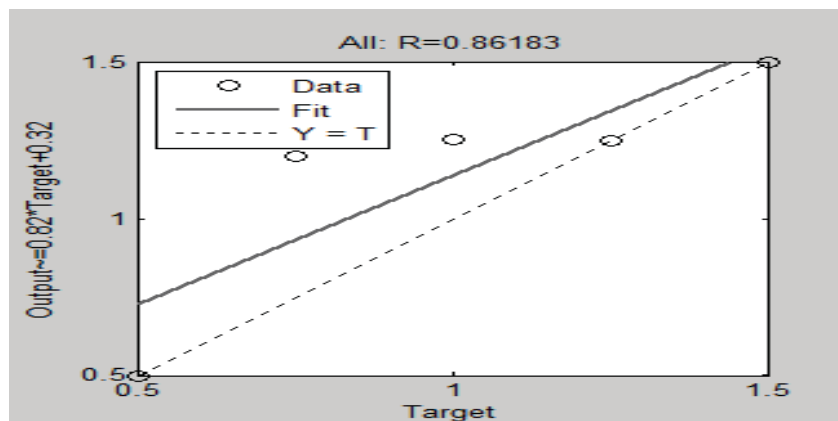 All: R=0.86183
Output~=0.82*Target+0.32
1.5
1
0.5
Data
Fit
Y = T
0.5
1
1.5
Target